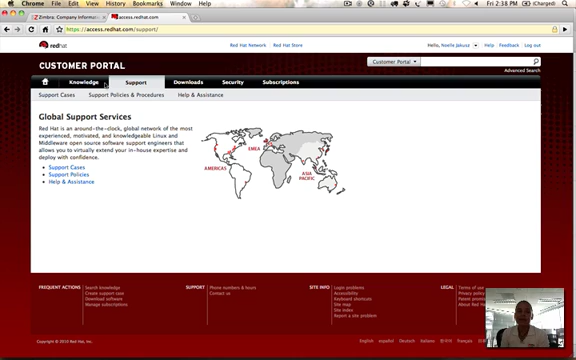 Chrome File Edit View History Bookmarks Window Help
Fri 2:38 PM (Charged)
Zimbra: Company Informati
access.redhat.com
https://access.redhat.com/support/
redhat
Red Hat Network Red Hat Store
Hello, Noelle Jakusz Help Feedback Log out
CUSTOMER PORTAL
Customer Portal
Advanced Search
Knowledge Support Downloads Security Subscriptions
Support Cases Support Policies & Procedures Help & Assistance
Global Support Services
Red Hat is an around-the-clock, global network of the most
experienced, motivated, and knowledgeable Linux and
Middleware open source software support engineers that
allows you to virtually extend your in-house expertise and
deploy with confidence.
Support Cases
Support Policies
Help & Assistance
AMERICAS
EMEA
ASIA
PACIFIC
FREQUENT ACTIONS
Search knowledge
Create support case
Download software
Manage subscriptions
SUPPORT
Phone numbers & hours
Contact us
SITE INFO
Login problems
Accessibility
Keyboard shortcuts
Site map
Site index
Report a site problem
LEGAL
Terms of
Privacy policy
Patent promise
About Red
Copyright © 2010 Red Hat, Inc.
English español Deutsch italiano 한국어 Français